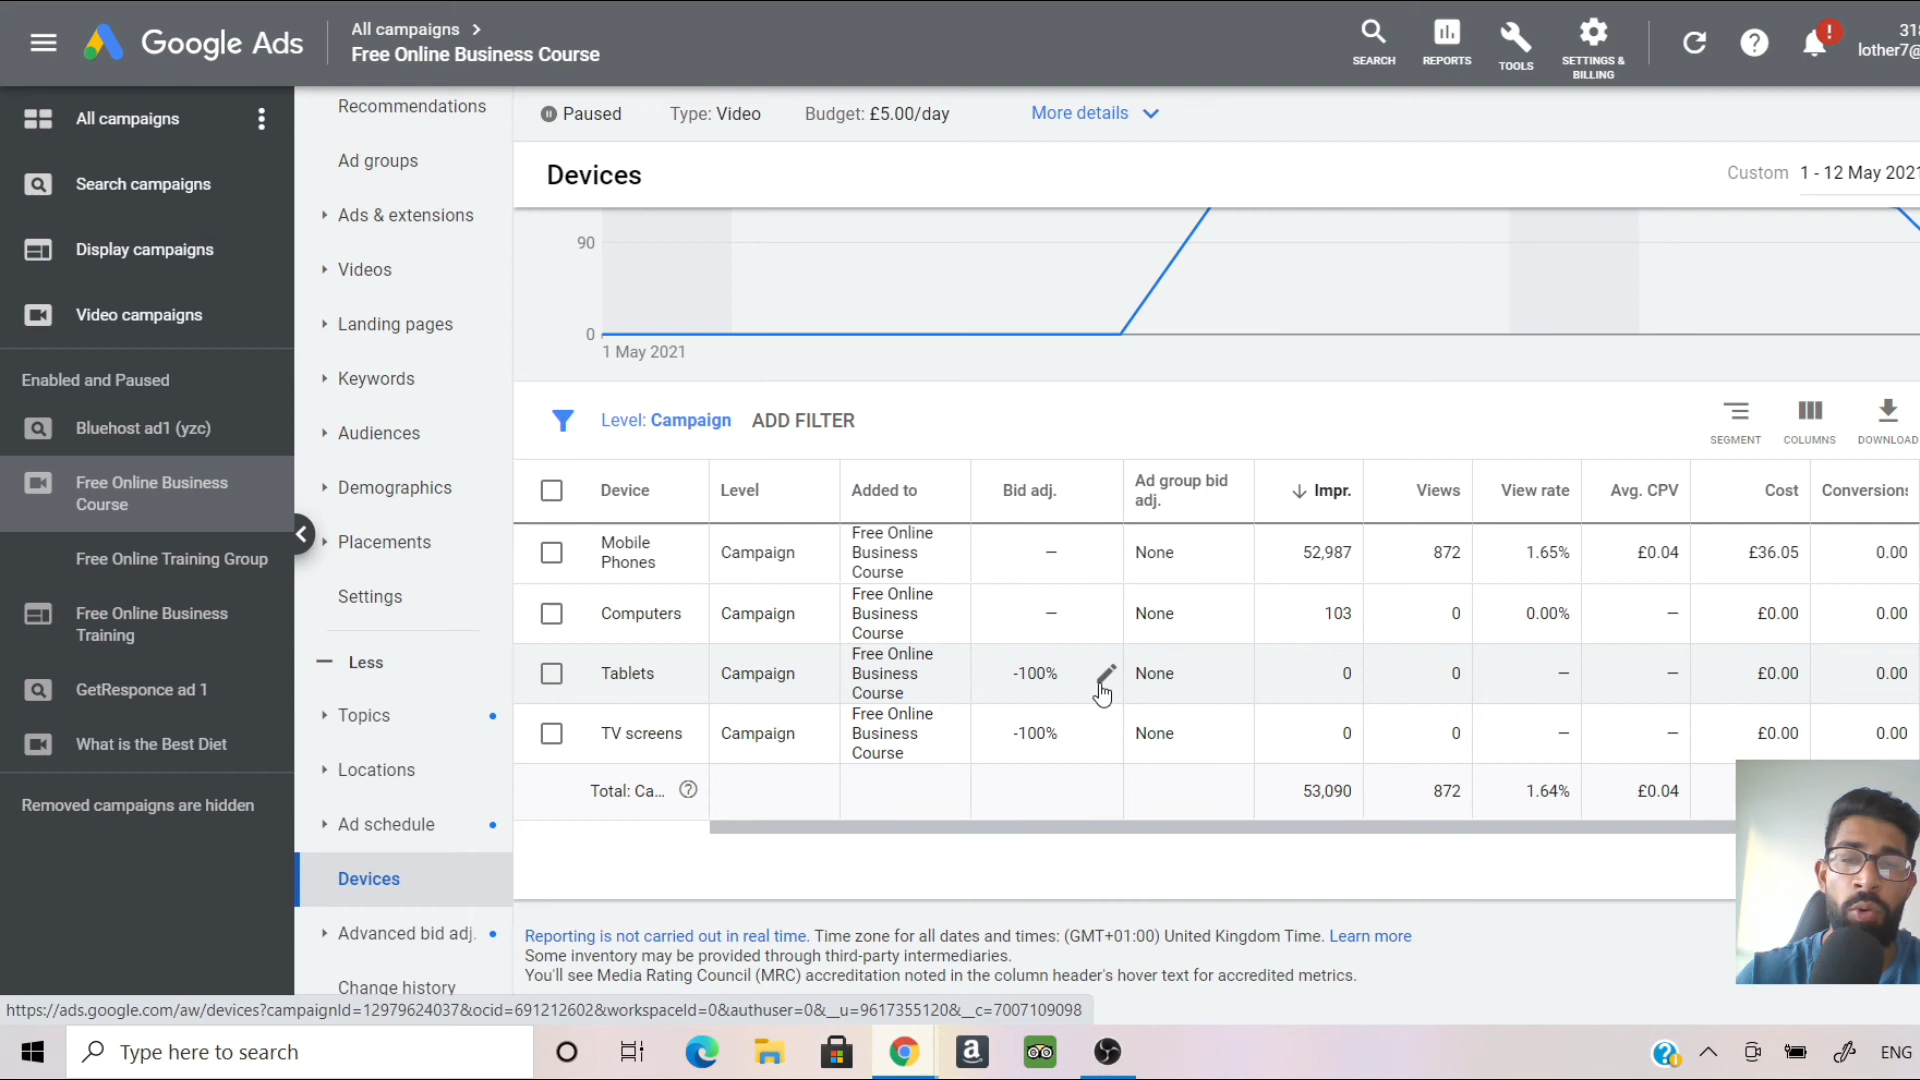 Google Ads
All campaigns
Free Online Business Course
SEARCH
REPORTS
TOOLS
SETTINGS &
BILLING
318
lother7@
All campaigns
Search campaigns
Display campaigns
Video campaigns
Enabled and Paused
Bluehost ad1 (yzc)
Free Online Business
Course
Free Online Training Group
Free Online Business
Training
GetResponce ad 1
What is the Best Diet
Removed campaigns are hidden
Recommendations
Ad groups
Ads & extensions
Videos
Landing pages
Keywords
Audiences
Demographics
Placements
Settings
Less
Topics
Locations
Ad schedule
Devices
Advanced bid adj.
Change history
Paused Type: Video Budget: £5.00/day More details
Devices
Custom 1 - 12 May 2021
90
0
1 May 2021
Level: Campaign ADD FILTER
SEGMENT COLUMNS DOWNLOAD
Device Level Added to Bid adj. Ad group bid adj. Impr. Views View rate Avg. CPV Cost Conversions
Mobile Phones Campaign Free Online Business Course — None 52,987 872 1.65% £0.04 £36.05 0.00
Computers Campaign Free Online Business Course — None 103 0 0.00% — £0.00 0.00
Tablets Campaign Free Online Business Course -100% None 0 0 — — £0.00 0.00
TV screens Campaign Free Online Business Course -100% None 0 0 — — £0.00 0.00
Total: Ca... 53,090 872 1.64% £0.04
Reporting is not carried out in real time. Time zone for all dates and times: (GMT+01:00) United Kingdom Time. Learn more
Some inventory may be provided through third-party intermediaries.
You'll see Media Rating Council (MRC) accreditation noted in the column header's hover text for accredited metrics.
https://ads.google.com/aw/devices?campaignId=12979624037&ocid=691212602&workspaceId=0&authuser=0&__u=9617355120&__c=7007109098
Type here to search
ENG